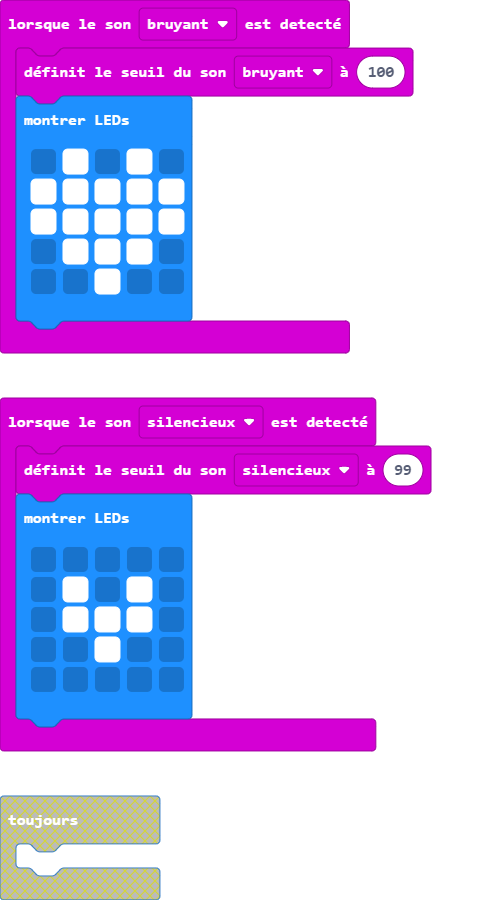 lorsque le son bruyant est detecté
définit le seuil du son bruyant à 100
montrer LEDs
lorsque le son silencieux est detecté
définit le seuil du son silencieux à 99
montrer LEDs
toujours